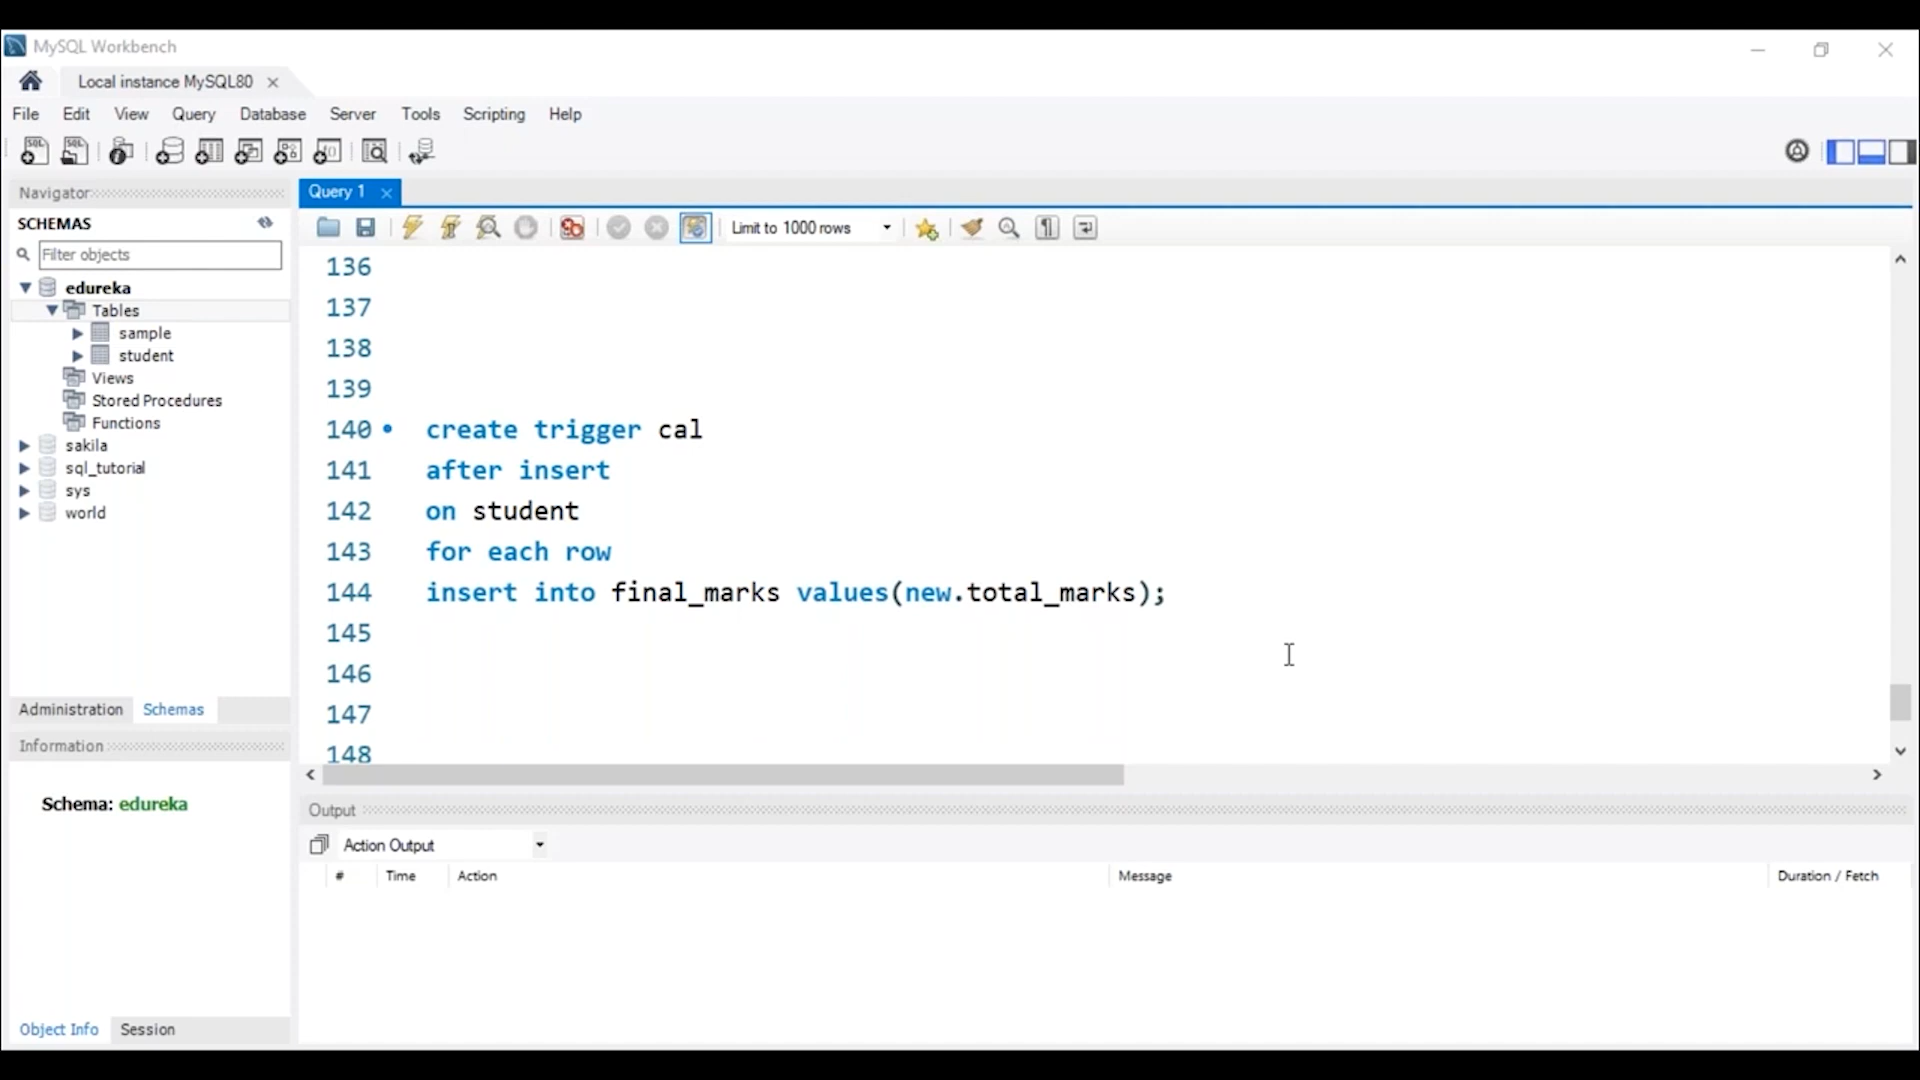 MySQL Workbench
Local instance MySQL80
File Edit View Query Database Server Tools Scripting Help
Navigator
SCHEMAS
Filter objects
edureka
Tables
sample
student
Views
Stored Procedures
Functions
sakila
sql_tutorial
sys
world
Administration Schemas
Information
Schema: edureka
Object Info Session
Query 1
Limit to 1000 rows
136
137
138
139
140 create trigger cal
141 after insert
142 on student
143 for each row
144 insert into final_marks values(new.total_marks);
145
146
147
148
Output
Action Output
# Time Action Message Duration / Fetch